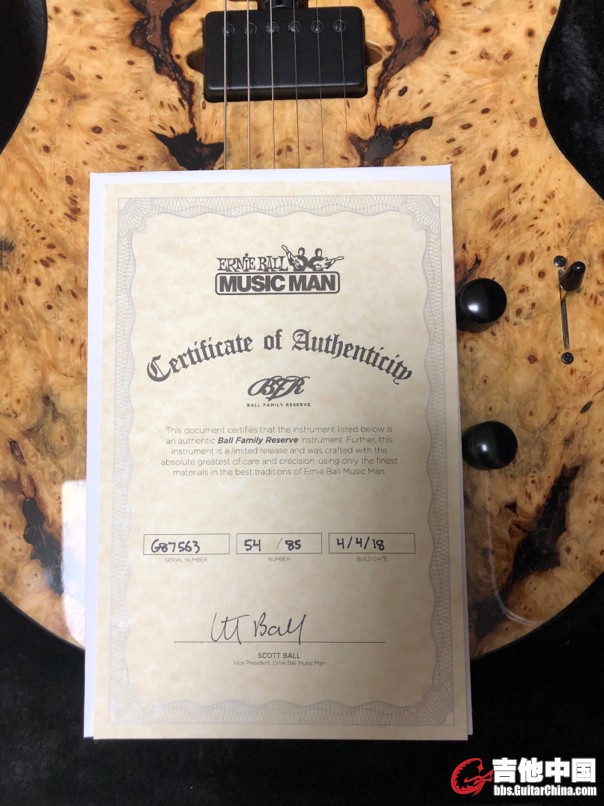 ERNIE BALL
MUSIC MAN
Certificate of Authenticity
BFR
BALL FAMILY RESERVE
This document certifies that the instrument listed below is
an authentic Ball Family Reserve instrument. Further, this
instrument is a limited release and was crafted with the
absolute greatest of care and precision, using only the finest
materials in the best traditions of Ernie Ball Music Man.
G87563 54 / 85 4/4/18
SERIAL NUMBER NUMBER BUILD DATE
Ball
SCOTT BALL
Vice President, Ernie Ball Music Man
吉他中国
bbs.GuitarChina.com